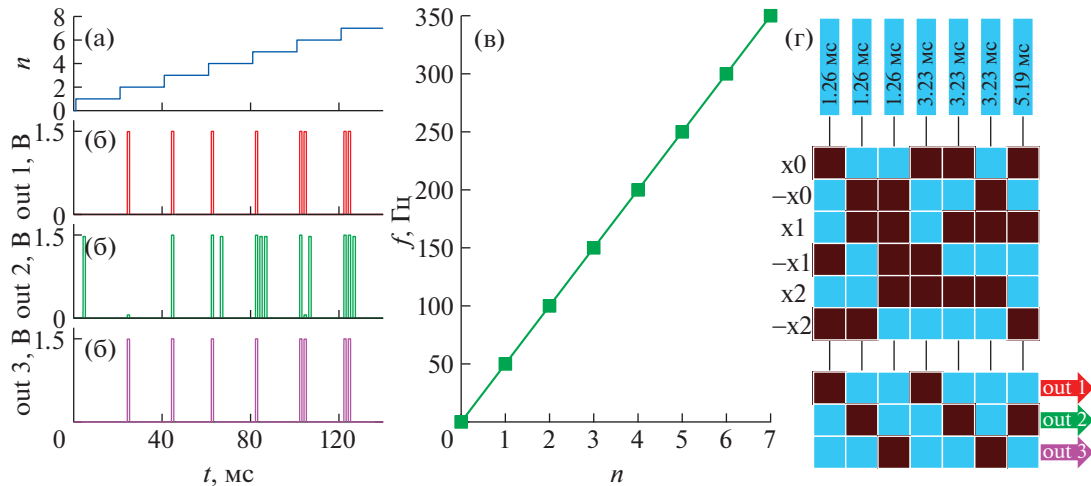 (а)
n
8
6
4
2
0
(б)
out 1, В
1.5
0
(б)
out 2, В
1.5
0
(б)
out 3, В
1.5
0 40 80 120
t, мс
(в)
f, Гц
350
300
250
200
150
100
50
0 1 2 3 4 5 6 7
n
(г)
1.26 мс 1.26 мс 1.26 мс 3.23 мс 3.23 мс 3.23 мс 5.19 мс
x0
−x0
x1
−x1
x2
−x2
out 1
out 2
out 3